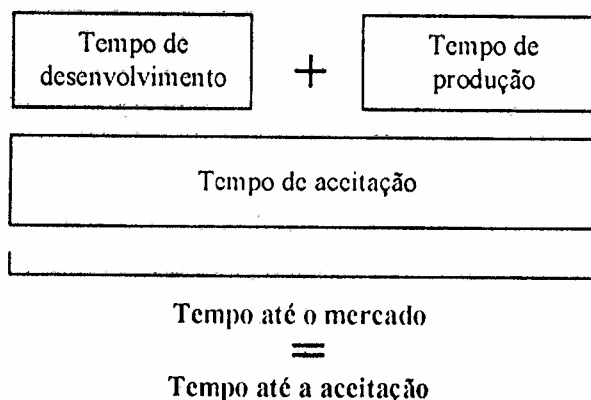 Tempo de
desenvolvimento
+
Tempo de
produção
Tempo de aceitação
Tempo até o mercado
=
Tempo até a aceitação